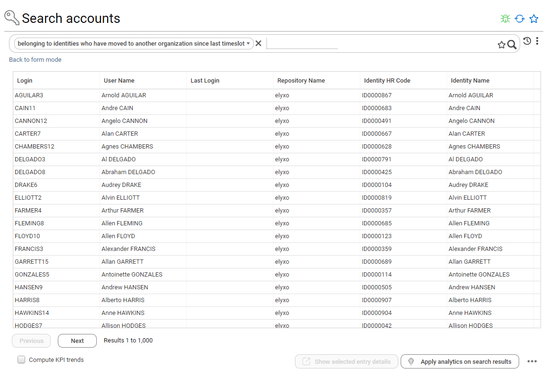 Search accounts
belonging to identities who have moved to another organization since last timeslot
Back to form mode
Login User Name Last Login Repository Name Identity HR Code Identity Name
AGUILAR3 Arnold AGUILAR elyxo ID0000867 Arnold AGUILAR
CAIN11 Andre CAIN elyxo ID0000683 Andre CAIN
CANNON12 Angelo CANNON elyxo ID0000491 Angelo CANNON
CARTER7 Alan CARTER elyxo ID0000667 Alan CARTER
CHAMBERS12 Agnes CHAMBERS elyxo ID0000628 Agnes CHAMBERS
DELGADO3 Al DELGADO elyxo ID0000791 Al DELGADO
DELGADO8 Abraham DELGADO elyxo ID0000425 Abraham DELGADO
DRAKE6 Audrey DRAKE elyxo ID0000104 Audrey DRAKE
ELLIOTT2 Alvin ELLIOTT elyxo ID0000819 Alvin ELLIOTT
FARMER4 Arthur FARMER elyxo ID0000357 Arthur FARMER
FLEMING8 Allen FLEMING elyxo ID0000685 Allen FLEMING
FLOYD10 Allen FLOYD elyxo ID0000123 Allen FLOYD
FRANCIS3 Alexander FRANCIS elyxo ID0000359 Alexander FRANCIS
GARRETT15 Allan GARRETT elyxo ID0000689 Allan GARRETT
GONZALES5 Antoinette GONZALES elyxo ID0000114 Antoinette GONZALES
HANSEN9 Andrew HANSEN elyxo ID0000505 Andrew HANSEN
HARRIS8 Alberto HARRIS elyxo ID0000907 Alberto HARRIS
HAWKINS14 Anne HAWKINS elyxo ID0000904 Anne HAWKINS
HODGES7 Allison HODGES elyxo ID0000042 Allison HODGES
Previous Next Results 1 to 1,000
Compute KPI trends
Show selected entry details Apply analytics on search results